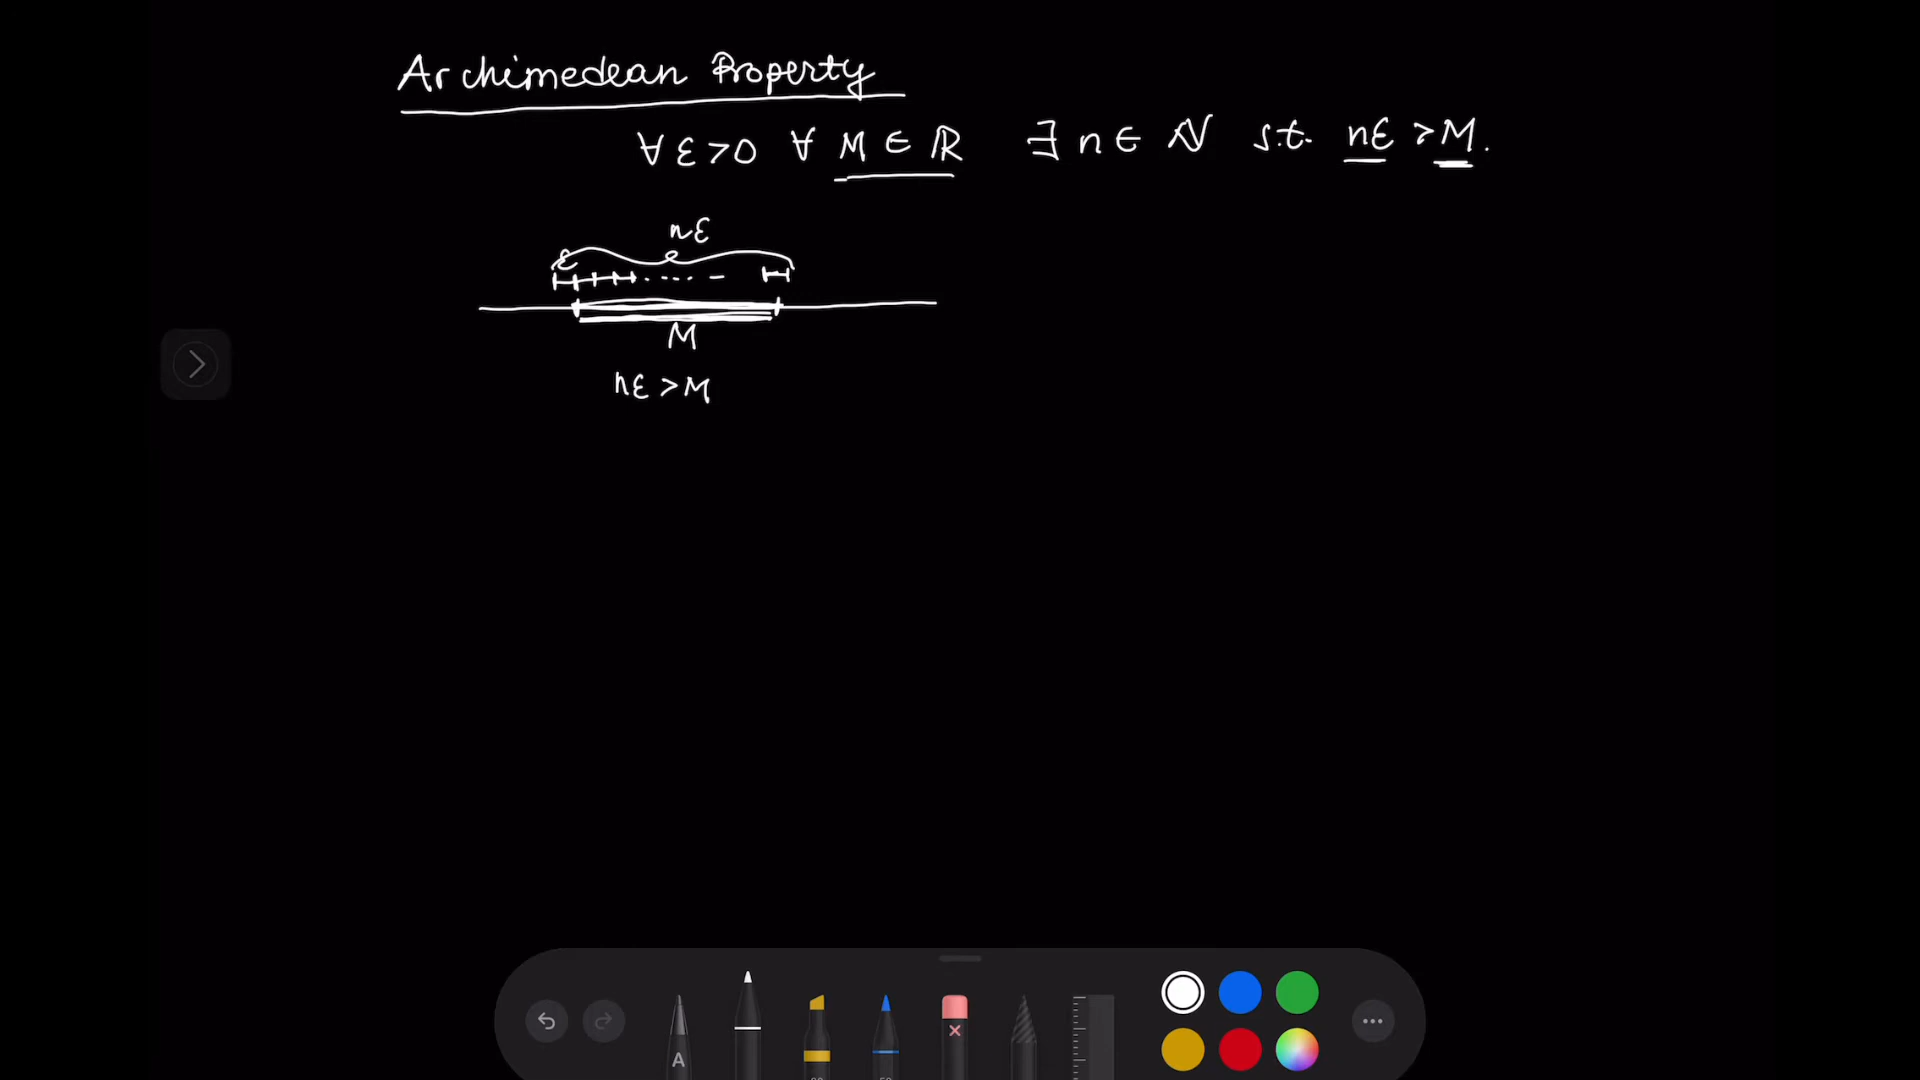 Archimedean Property
∀ ε>0 ∀ M ∈ ℝ ∃ n ∈ ℕ s.t. nε > M.
nε
ε
M
nε > M
A